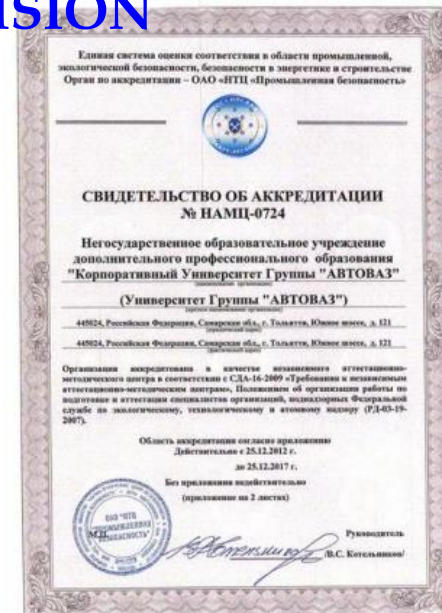 ISION
Единая система оценки соответствия в области промышленной,
экологической безопасности, безопасности в энергетике и строительстве
Орган по аккредитации – ОАО «НТЦ «Промышленная безопасность»
СВИДЕТЕЛЬСТВО ОБ АККРЕДИТАЦИИ
№ НАМЦ-0724
Негосударственное образовательное учреждение
дополнительного профессионального образования
"Корпоративный Университет Группы "АВТОВАЗ"
(Университет Группы "АВТОВАЗ")
445024, Российская Федерация, Самарская обл., г. Тольятти, Южное шоссе, д. 121
445024, Российская Федерация, Самарская обл., г. Тольятти, Южное шоссе, д. 121
Организация аккредитована в качестве независимого аттестационно-
методического центра в соответствии с СДА-16-2009 «Требования к независимым
аттестационно-методическим центрам», Положением об организации работы по
подготовке и аттестации специалистов организаций, поднадзорных Федеральной
службе по экологическому, технологическому и атомному надзору (РД-03-19-
2007).
Область аккредитации согласно приложению
Действительно с 25.12.2012 г.
до 25.12.2017 г.
Без приложения недействительно
(приложение на 2 листах)
ОАО "НТЦ
"ПРОМЫШЛЕННАЯ
БЕЗОПАСНОСТЬ"
М.П.
Руководитель
/В.С. Котельников/